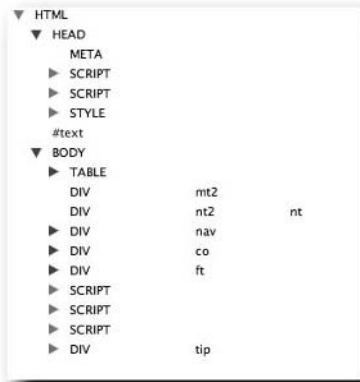 HTML
HEAD
META
SCRIPT
SCRIPT
STYLE
#text
BODY
TABLE
DIV mt2
DIV nt2 nt
DIV nav
DIV co
DIV ft
SCRIPT
SCRIPT
SCRIPT
DIV tip